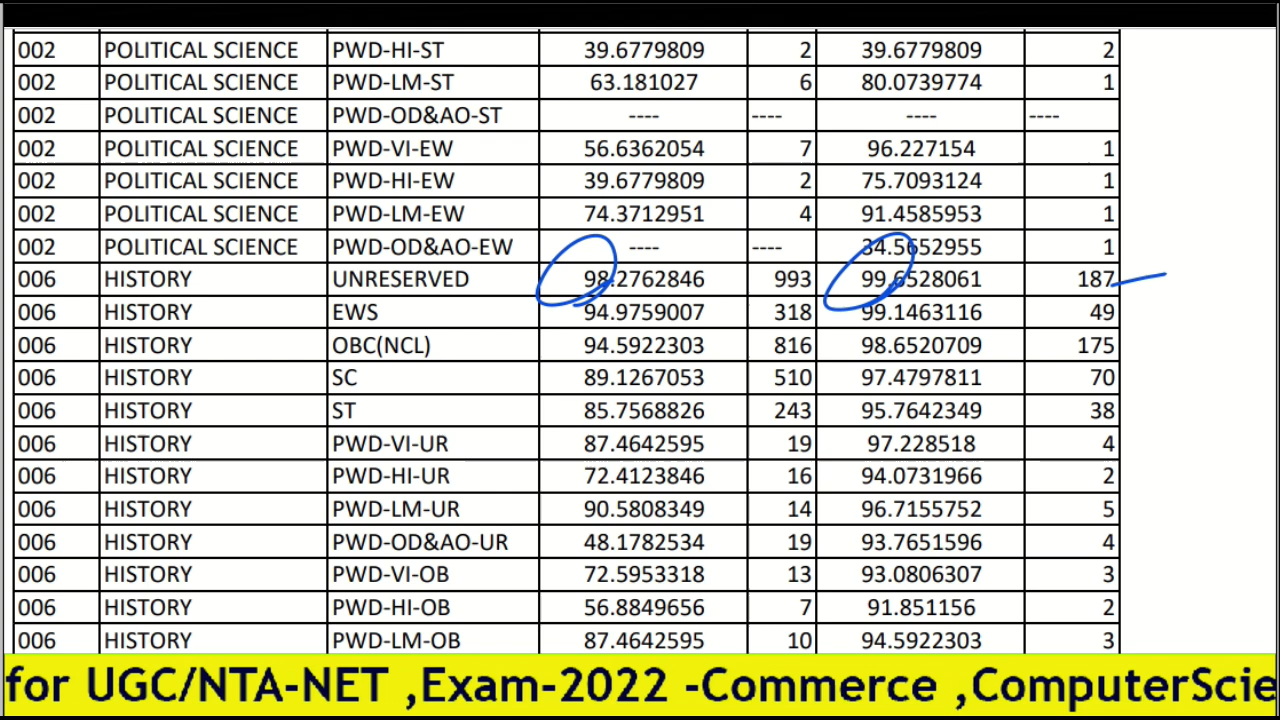 002 POLITICAL SCIENCE PWD-HI-ST 39.6779809 2 39.6779809 2
002 POLITICAL SCIENCE PWD-LM-ST 63.181027 6 80.0739774 1
002 POLITICAL SCIENCE PWD-OD&AO-ST ---- ---- ---- ----
002 POLITICAL SCIENCE PWD-VI-EW 56.6362054 7 96.227154 1
002 POLITICAL SCIENCE PWD-HI-EW 39.6779809 2 75.7093124 1
002 POLITICAL SCIENCE PWD-LM-EW 74.3712951 4 91.4585953 1
002 POLITICAL SCIENCE PWD-OD&AO-EW ---- ---- 34.5652955 1
006 HISTORY UNRESERVED 98.2762846 993 99.6528061 187
006 HISTORY EWS 94.9759007 318 99.1463116 49
006 HISTORY OBC(NCL) 94.5922303 816 98.6520709 175
006 HISTORY SC 89.1267053 510 97.4797811 70
006 HISTORY ST 85.7568826 243 95.7642349 38
006 HISTORY PWD-VI-UR 87.4642595 19 97.228518 4
006 HISTORY PWD-HI-UR 72.4123846 16 94.0731966 2
006 HISTORY PWD-LM-UR 90.5808349 14 96.7155752 5
006 HISTORY PWD-OD&AO-UR 48.1782534 19 93.7651596 4
006 HISTORY PWD-VI-OB 72.5953318 13 93.0806307 3
006 HISTORY PWD-HI-OB 56.8849656 7 91.851156 2
006 HISTORY PWD-LM-OB 87.4642595 10 94.5922303 3
for UGC/NTA-NET ,Exam-2022 -Commerce ,ComputerScie